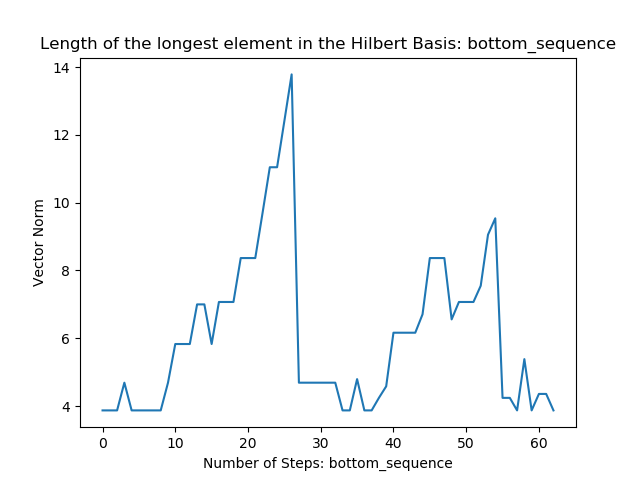 Length of the longest element in the Hilbert Basis: bottom_sequence
14
12
10
8
6
4
Vector Norm
0 10 20 30 40 50 60
Number of Steps: bottom_sequence